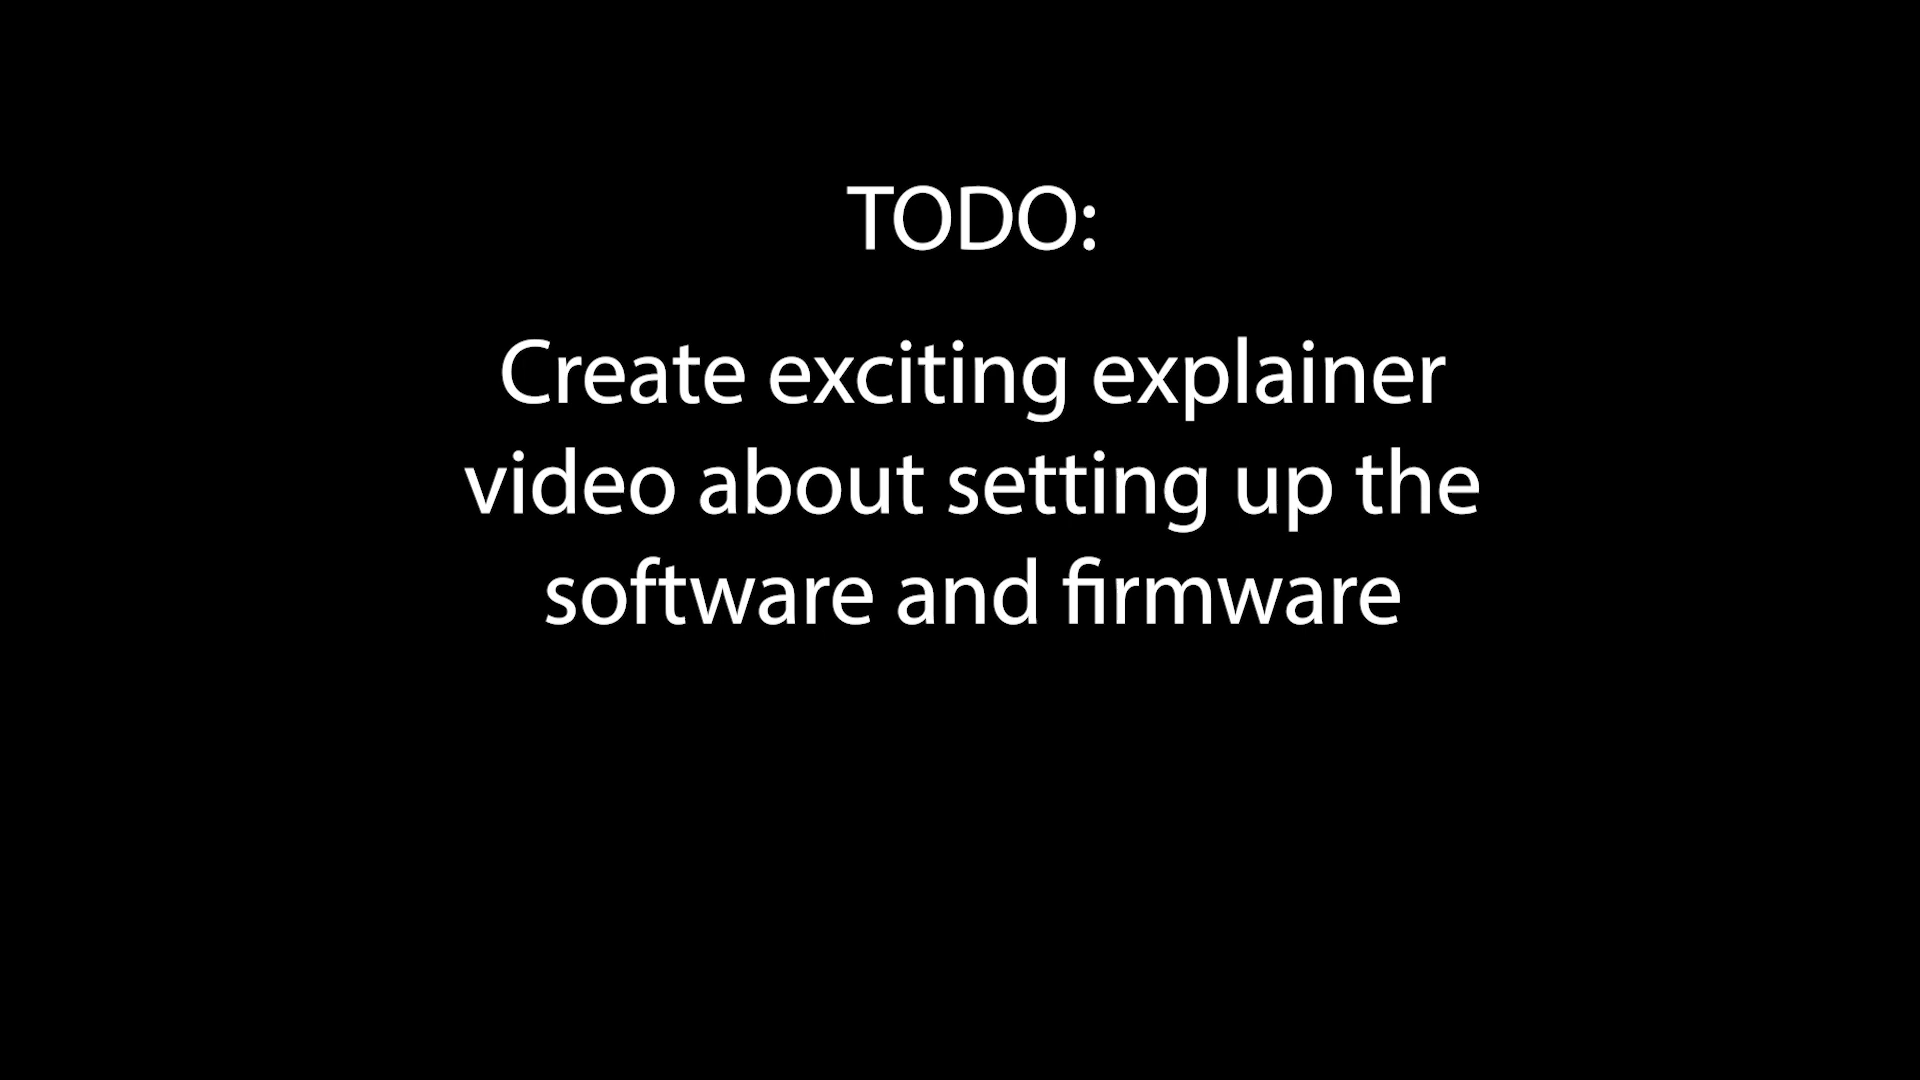 TODO:
Create exciting explainer
video about setting up the
software and firmware